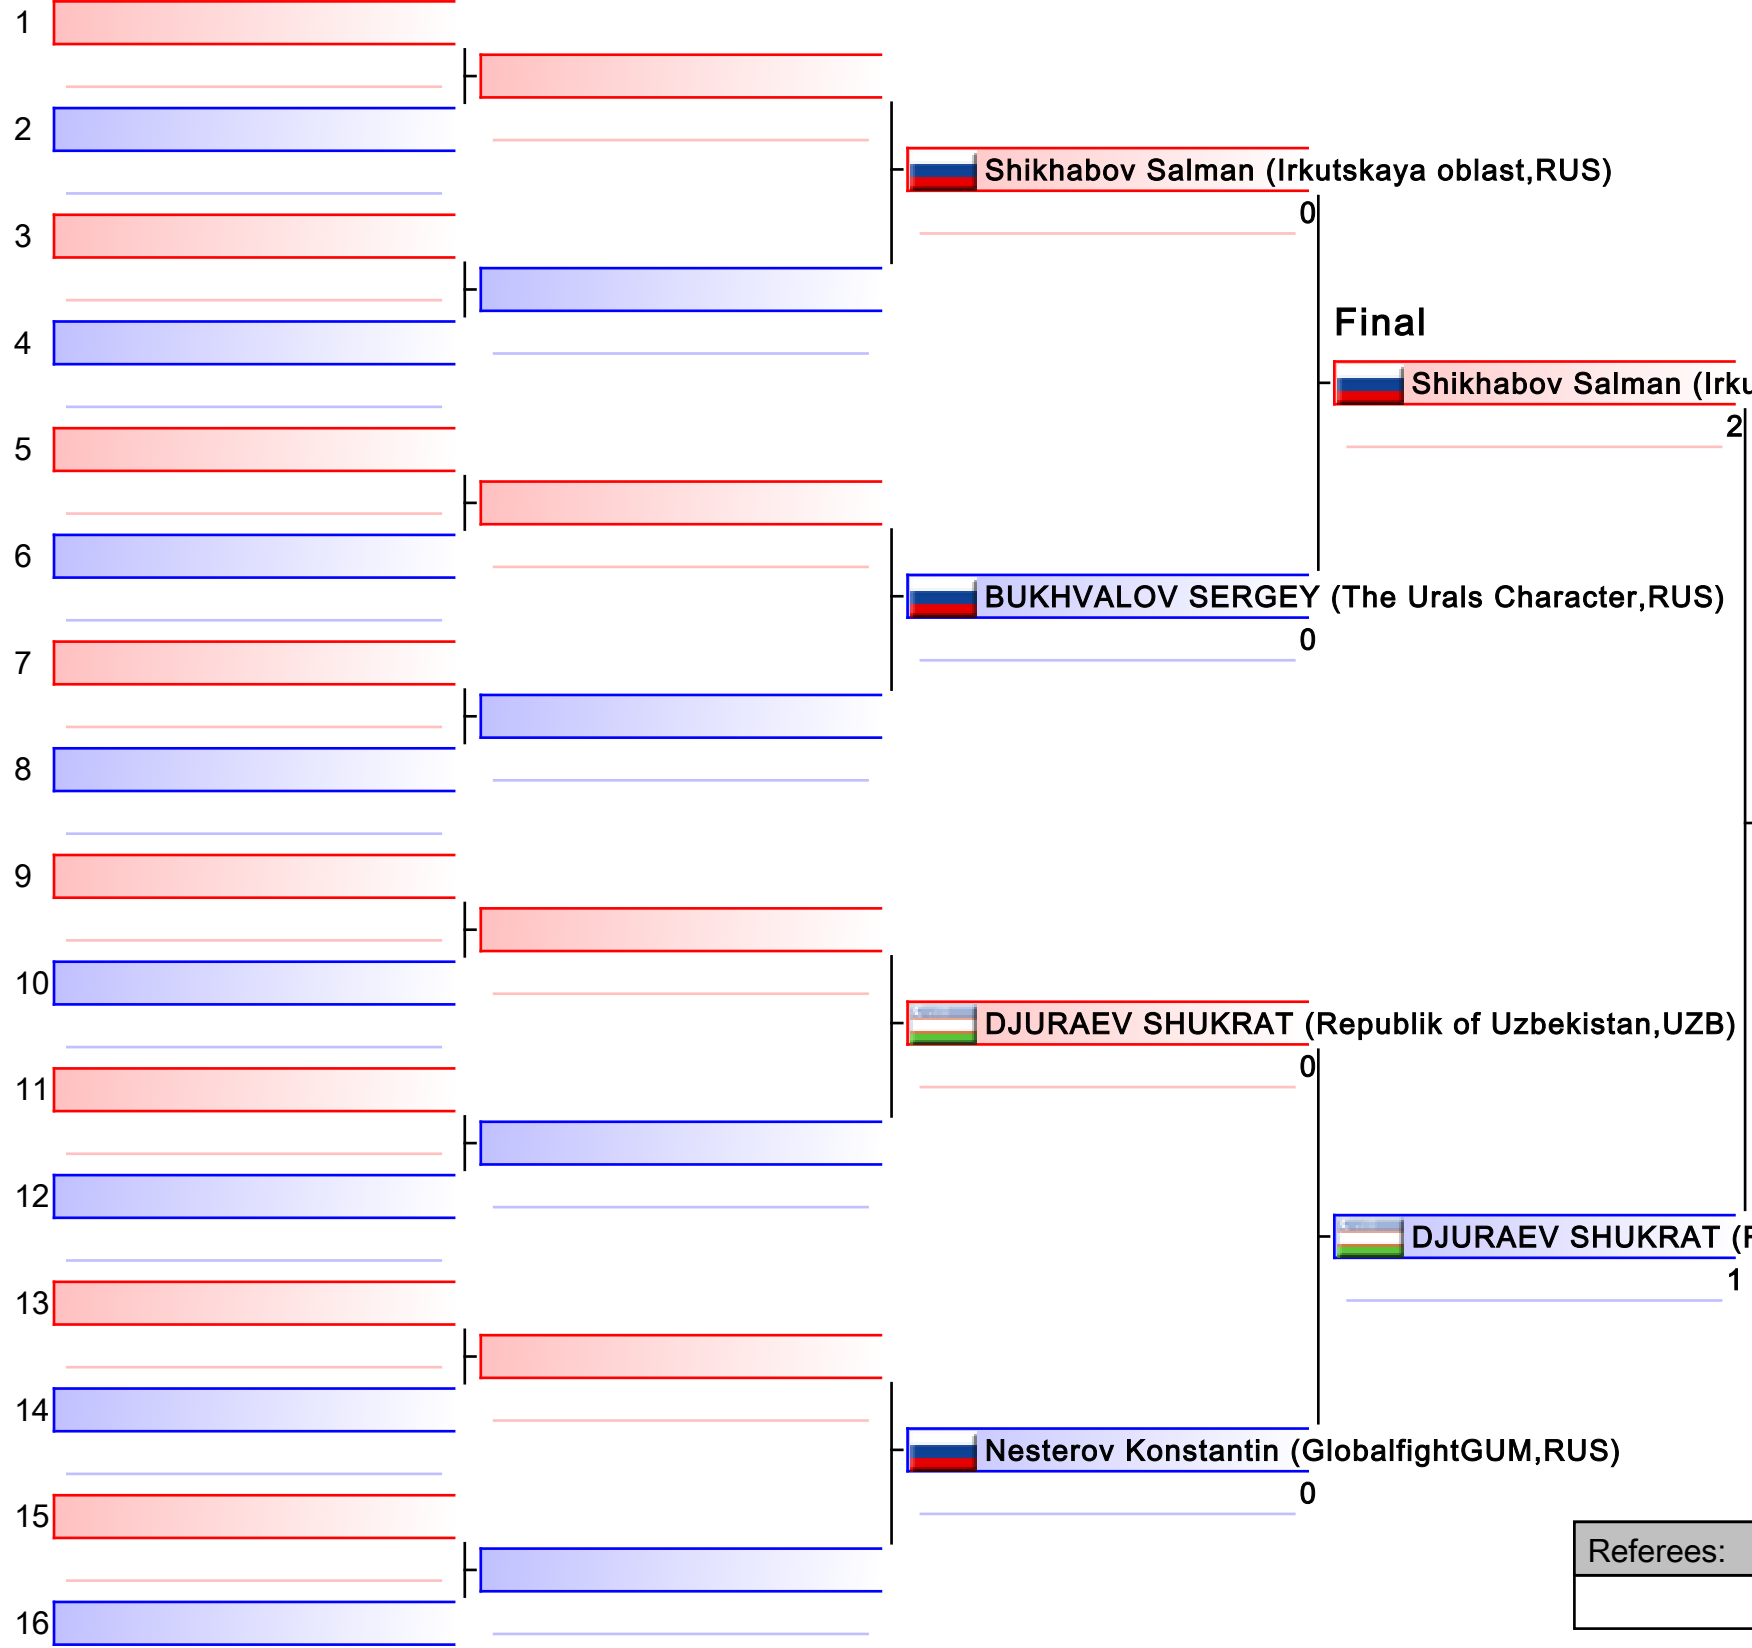 1
2
Shikhabov Salman (Irkutskaya oblast,RUS)
0
3
Final
4
Shikhabov Salman (Irku
2
5
6
BUKHVALOV SERGEY (The Urals Character,RUS)
0
7
8
9
10
DJURAEV SHUKRAT (Republik of Uzbekistan,UZB)
0
11
12
DJURAEV SHUKRAT (R
1
13
14
Nesterov Konstantin (GlobalfightGUM,RUS)
0
15
Referees:
16